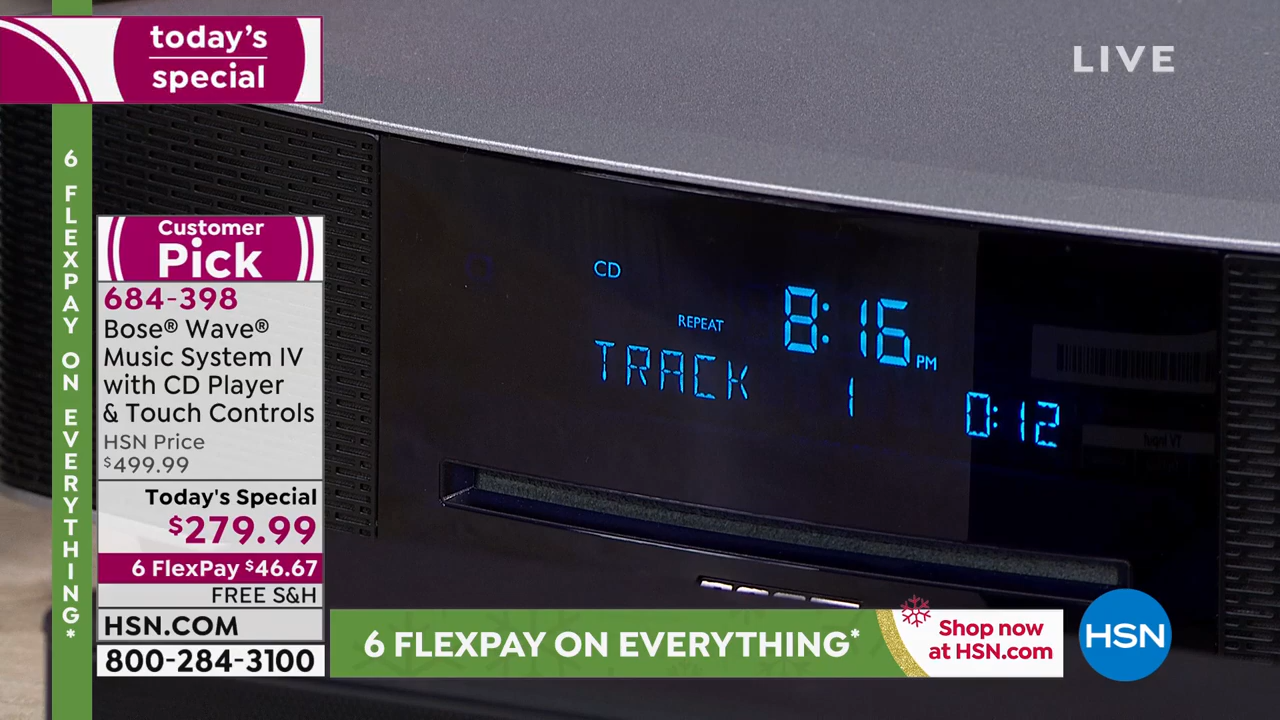 today's
special
LIVE
6 FLEXPAY ON EVERYTHING*
Customer
Pick
684-398
Bose® Wave®
Music System IV
with CD Player
& Touch Controls
HSN Price
$499.99
Today's Special
$279.99
6 FlexPay $46.67
FREE S&H
HSN.COM
800-284-3100
CD
REPEAT
8:16 PM
TRACK 1 0:12
6 FLEXPAY ON EVERYTHING*
Shop now
at HSN.com
HSN